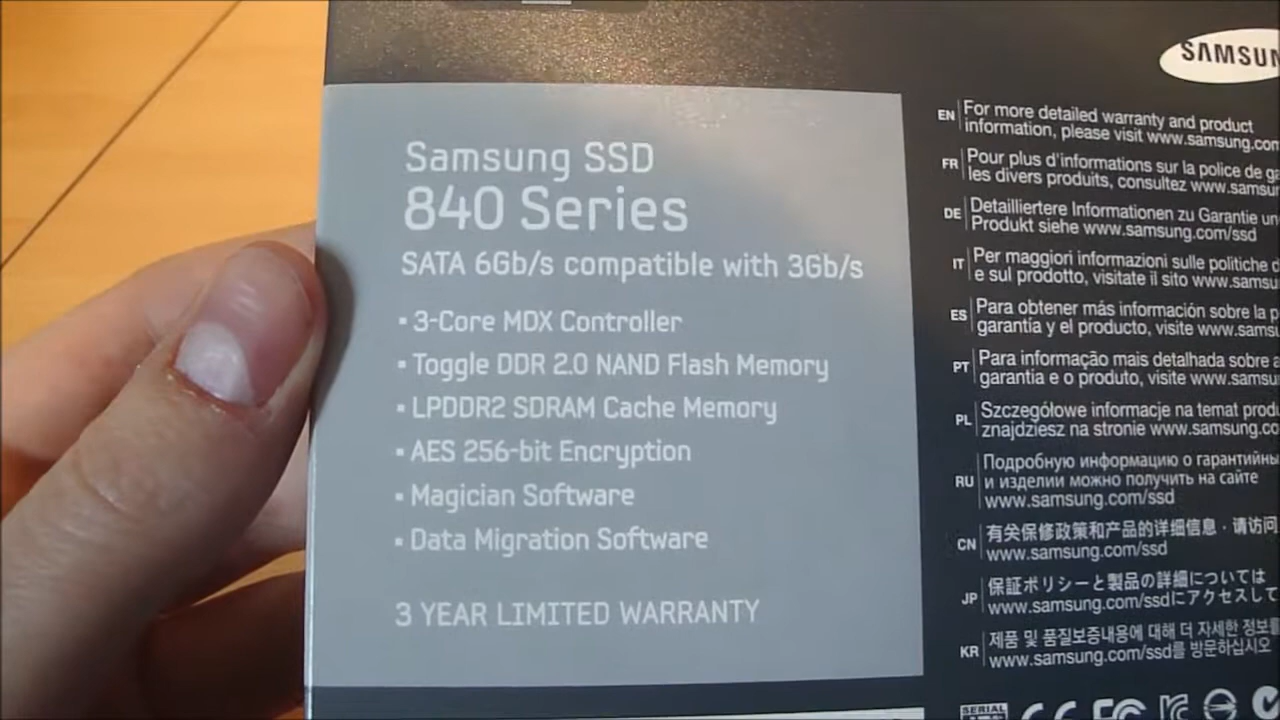 SAMSUN
Samsung SSD
840 Series
SATA 6Gb/s compatible with 3Gb/s
▪ 3-Core MDX Controller
▪ Toggle DDR 2.0 NAND Flash Memory
▪ LPDDR2 SDRAM Cache Memory
▪ AES 256-bit Encryption
▪ Magician Software
▪ Data Migration Software
3 YEAR LIMITED WARRANTY
EN For more detailed warranty and product
information, please visit www.samsung.com
FR Pour plus d'informations sur la police de ga
les divers produits, consultez www.samsu
DE Detailliertere Informationen zu Garantie un
Produkt siehe www.samsung.com/ssd
IT Per maggiori informazioni sulle politiche d
e sul prodotto, visitate il sito www.samsu
ES Para obtener más información sobre la p
garantía y el producto, visite www.samsu
PT Para informação mais detalhada sobre a
garantia e o produto, visite www.samsu
PL Szczegółowe informacje na temat prod
znajdziesz na stronie www.samsung.co
RU Подробную информацию о гарантийны
и изделии можно получить на сайте
www.samsung.com/ssd
CN 有关保修政策和产品的详细信息，请访问
www.samsung.com/ssd
JP 保証ポリシーと製品の詳細については
www.samsung.com/ssdにアクセスして
KR 제품 및 품질보증내용에 대해 더 자세한 정보를
www.samsung.com/ssd를 방문하십시오
SERIAL